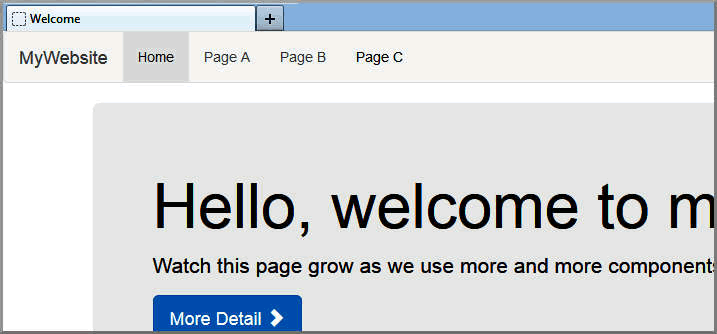 Welcome +
MyWebsite Home Page A Page B Page C
Hello, welcome to m
Watch this page grow as we use more and more components
More Detail